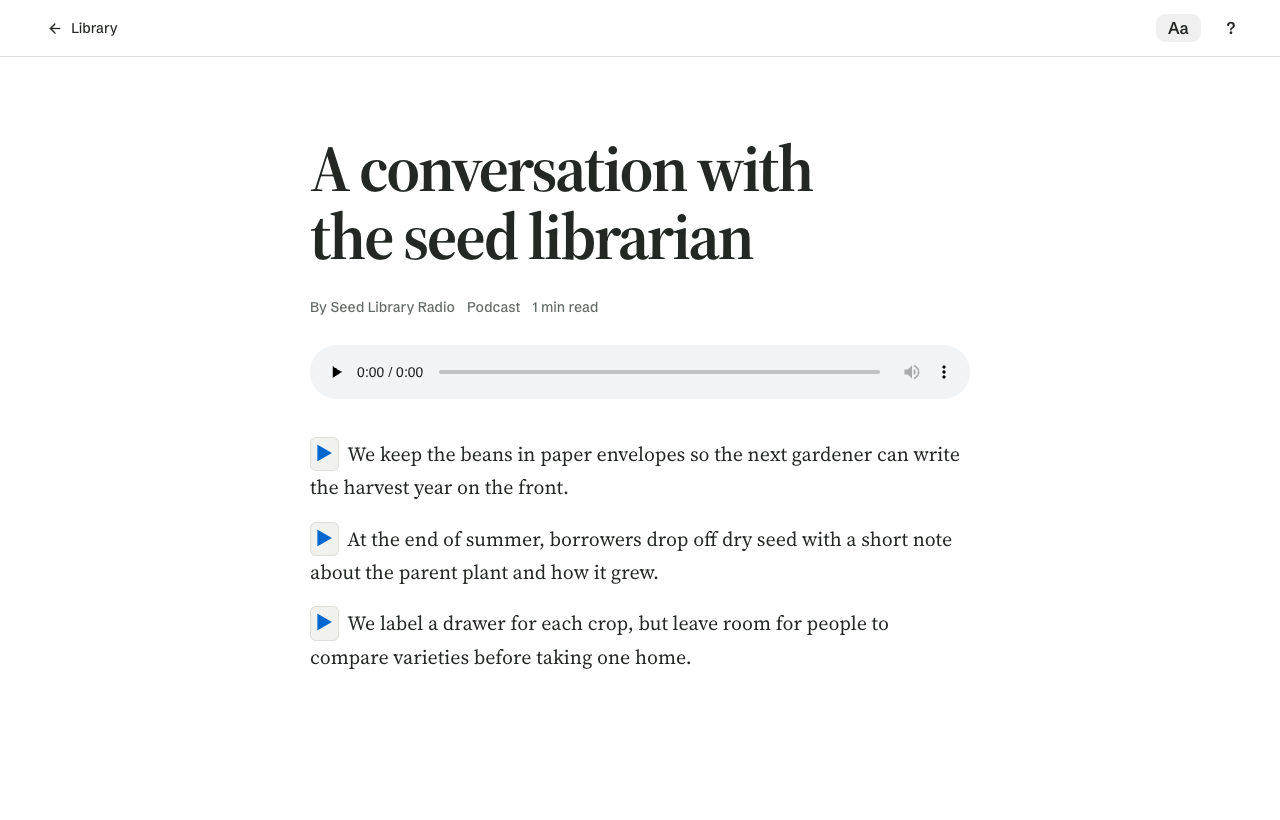 Library
Aa
?
A conversation with
the seed librarian
By Seed Library Radio Podcast 1 min read
0:00 / 0:00
We keep the beans in paper envelopes so the next gardener can write
the harvest year on the front.
At the end of summer, borrowers drop off dry seed with a short note
about the parent plant and how it grew.
We label a drawer for each crop, but leave room for people to
compare varieties before taking one home.